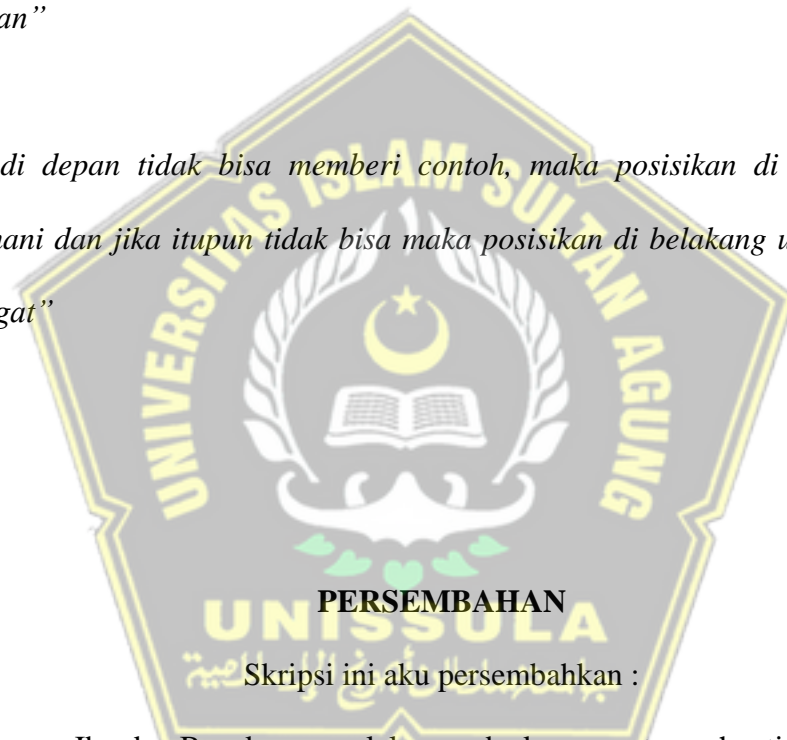 an”
di depan tidak bisa memberi contoh, maka posisikan di
ani dan jika itupun tidak bisa maka posisikan di belakang
gat”
UNIVERSITAS ISLAM SULTAN AGUNG
PERSEMBAHAN
UNISSULA
Skripsi ini aku persembahkan :